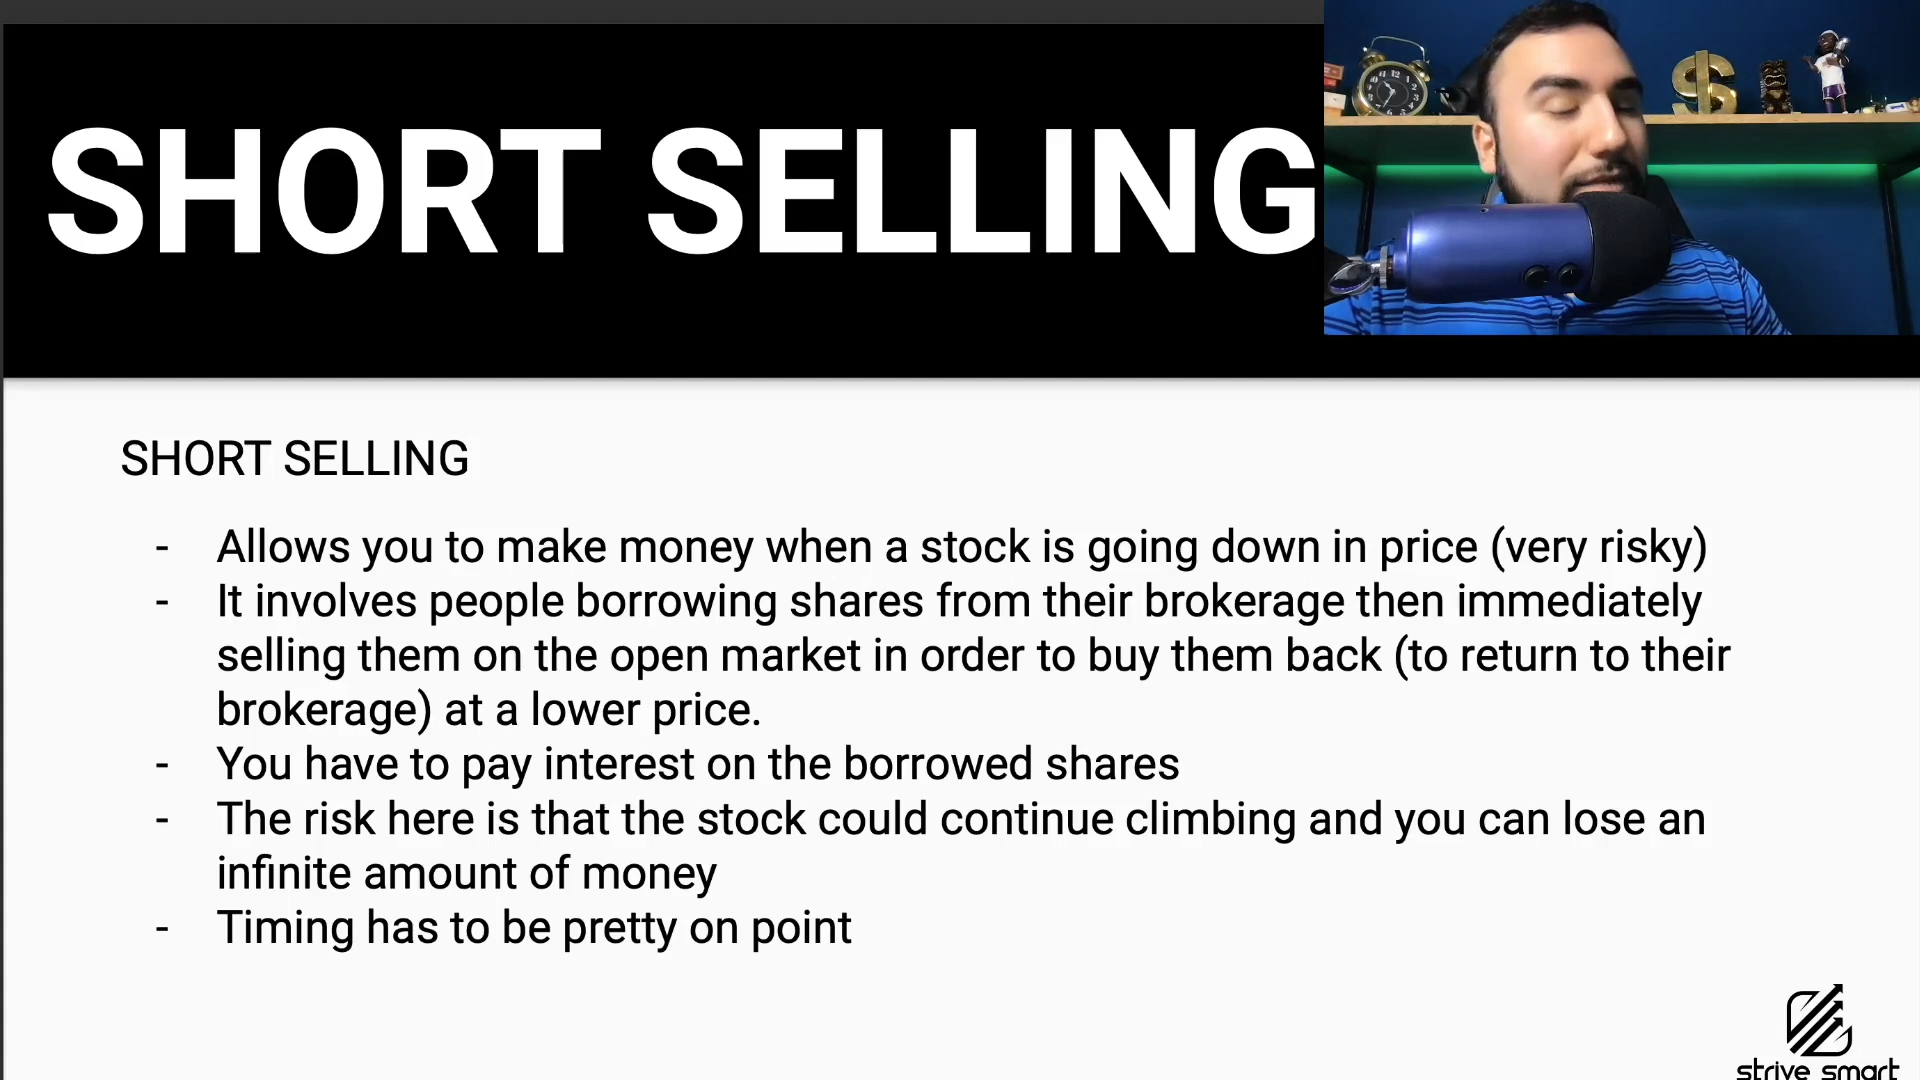 SHORT SELLING
SHORT SELLING
- Allows you to make money when a stock is going down in price (very risky)
- It involves people borrowing shares from their brokerage then immediately
selling them on the open market in order to buy them back (to return to their
brokerage) at a lower price.
- You have to pay interest on the borrowed shares
- The risk here is that the stock could continue climbing and you can lose an
infinite amount of money
- Timing has to be pretty on point
strive smart